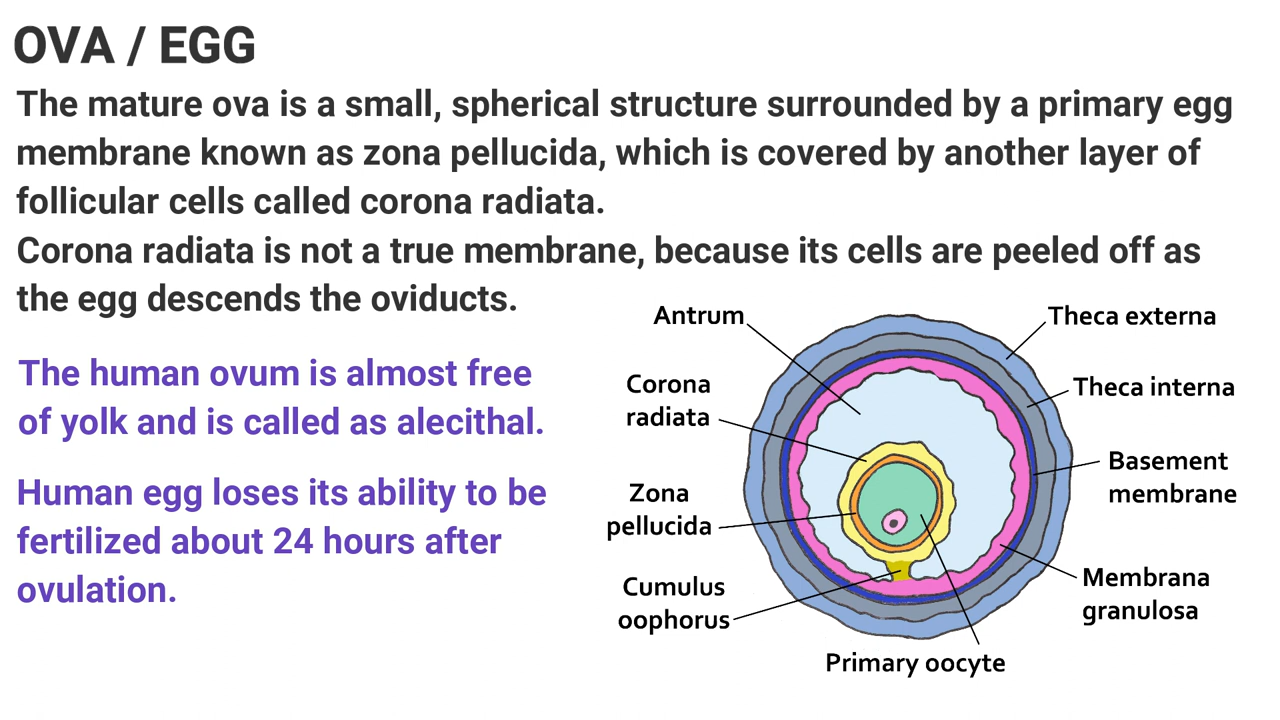 OVA / EGG
The mature ova is a small, spherical structure surrounded by a primary egg
membrane known as zona pellucida, which is covered by another layer of
follicular cells called corona radiata.
Corona radiata is not a true membrane, because its cells are peeled off as
the egg descends the oviducts.
The human ovum is almost free
of yolk and is called as alecithal.
Human egg loses its ability to be
fertilized about 24 hours after
ovulation.
Antrum
Corona
radiata
Zona
pellucida
Cumulus
oophorus
Primary oocyte
Theca externa
Theca interna
Basement
membrane
Membrana
granulosa